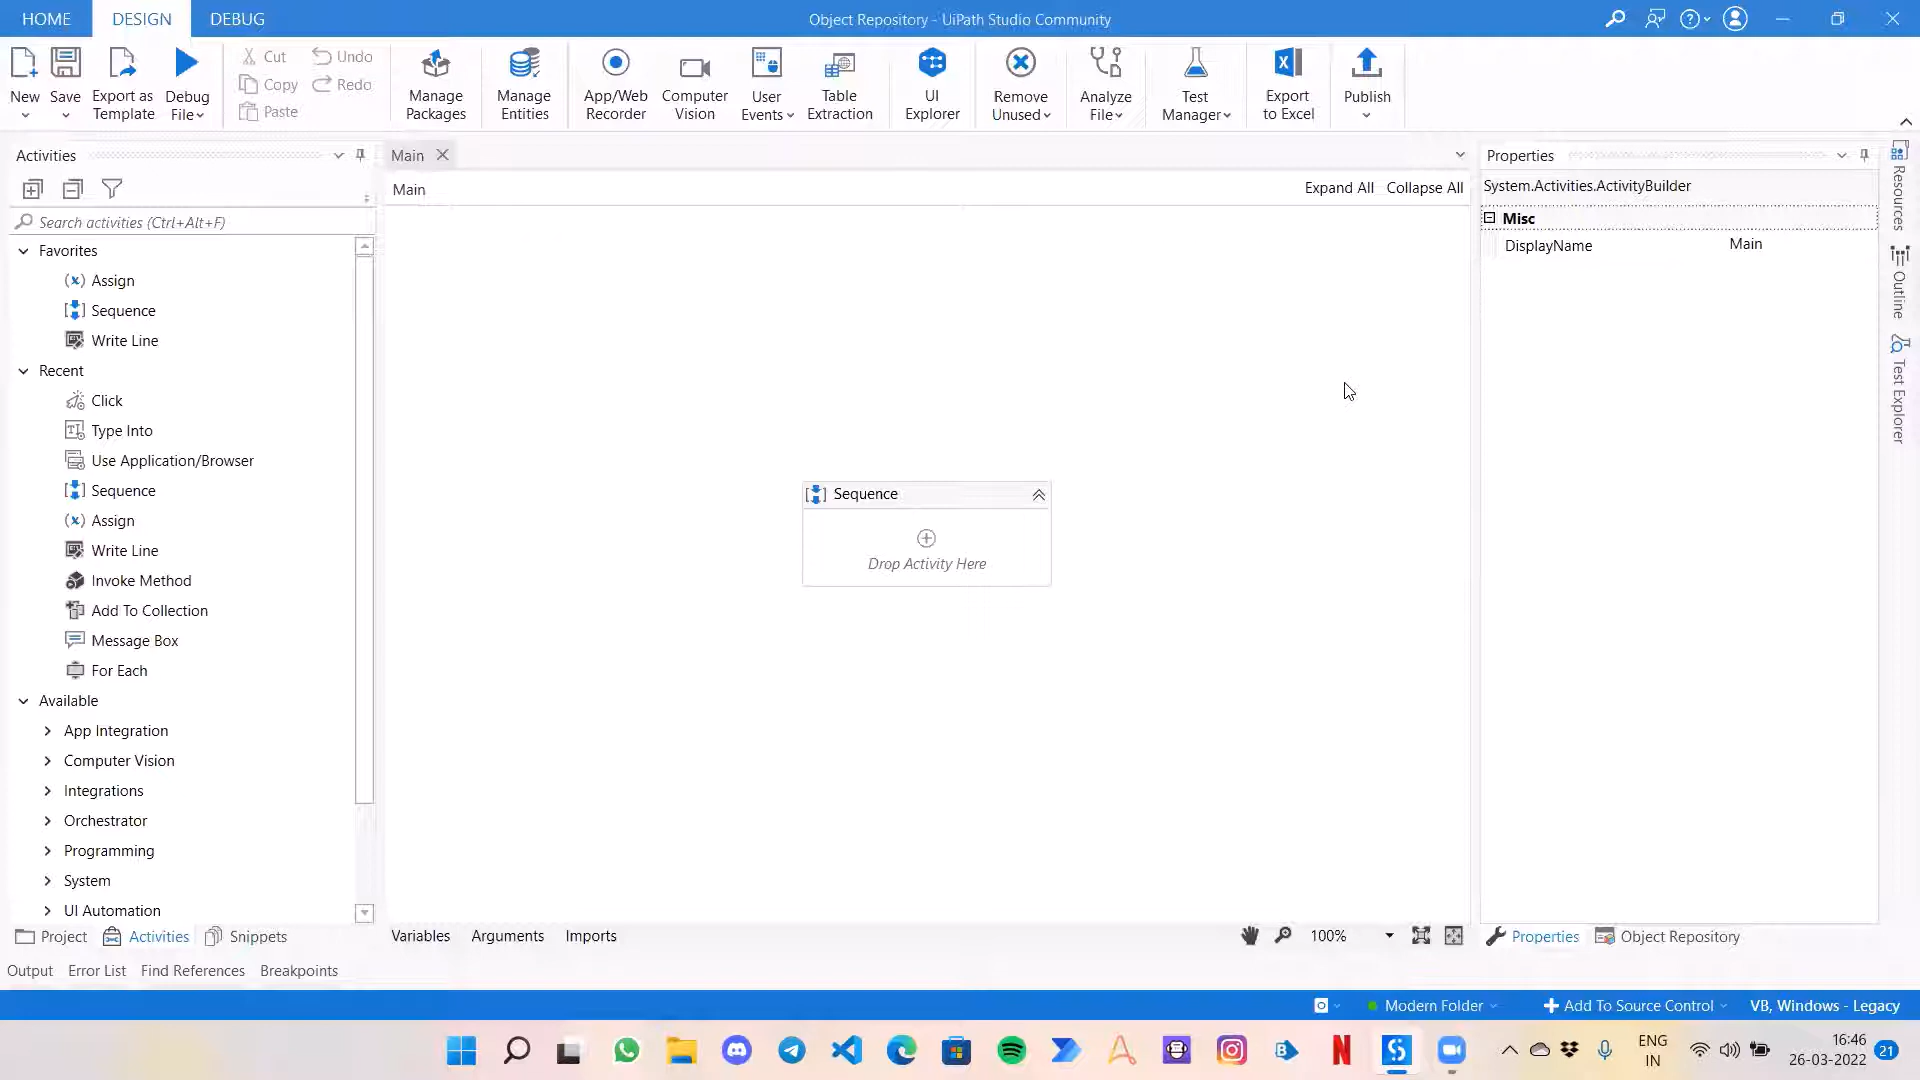 HOME DESIGN DEBUG
Object Repository - UiPath Studio Community
New
Save
Export as
Template
Debug
File
Cut
Copy
Paste
Undo
Redo
Manage
Packages
Manage
Entities
App/Web
Recorder
Computer
Vision
User
Events
Table
Extraction
UI
Explorer
Remove
Unused
Analyze
File
Test
Manager
Export
to Excel
Publish
Activities
Search activities (Ctrl+Alt+F)
Favorites
Assign
Sequence
Write Line
Recent
Click
Type Into
Use Application/Browser
Sequence
Assign
Write Line
Invoke Method
Add To Collection
Message Box
For Each
Available
App Integration
Computer Vision
Integrations
Orchestrator
Programming
System
UI Automation
Project Activities Snippets
Main
Main
Expand All Collapse All
Sequence
Drop Activity Here
Variables Arguments Imports
100%
Properties
System.Activities.ActivityBuilder
Misc
DisplayName Main
Properties Object Repository
Resources
Outline
Test Explorer
Output Error List Find References Breakpoints
Modern Folder Add To Source Control VB, Windows - Legacy
ENG
IN
16:46
26-03-2022
21